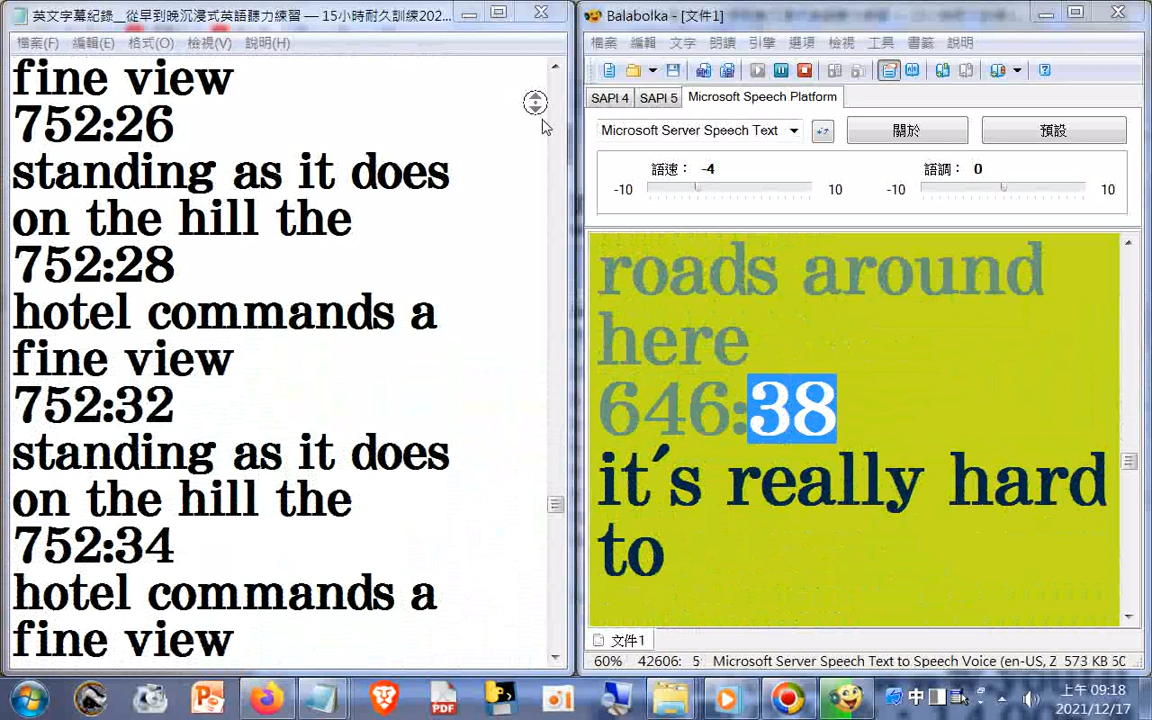 英文字幕紀錄__從早到晚沉浸式英語聽力練習 — 15小時耐久訓練202...
檔案(F) 編輯(E) 格式(O) 檢視(V) 說明(H)
fine view
752:26
standing as it does
on the hill the
752:28
hotel commands a
fine view
752:32
standing as it does
on the hill the
752:34
hotel commands a
fine view
Balabolka - [文件1]
檔案 編輯 文字 朗讀 引擎 選項 檢視 工具 書籤 說明
SAPI 4 SAPI 5 Microsoft Speech Platform
Microsoft Server Speech Text 關於 預設
語速: -4 語調: 0
-10 10 -10 10
roads around
here
646:38
it´s really hard
to
文件1
60% 42606: 5 Microsoft Server Speech Text to Speech Voice (en-US, Z 573 KB 50
中
上午 09:18
2021/12/17